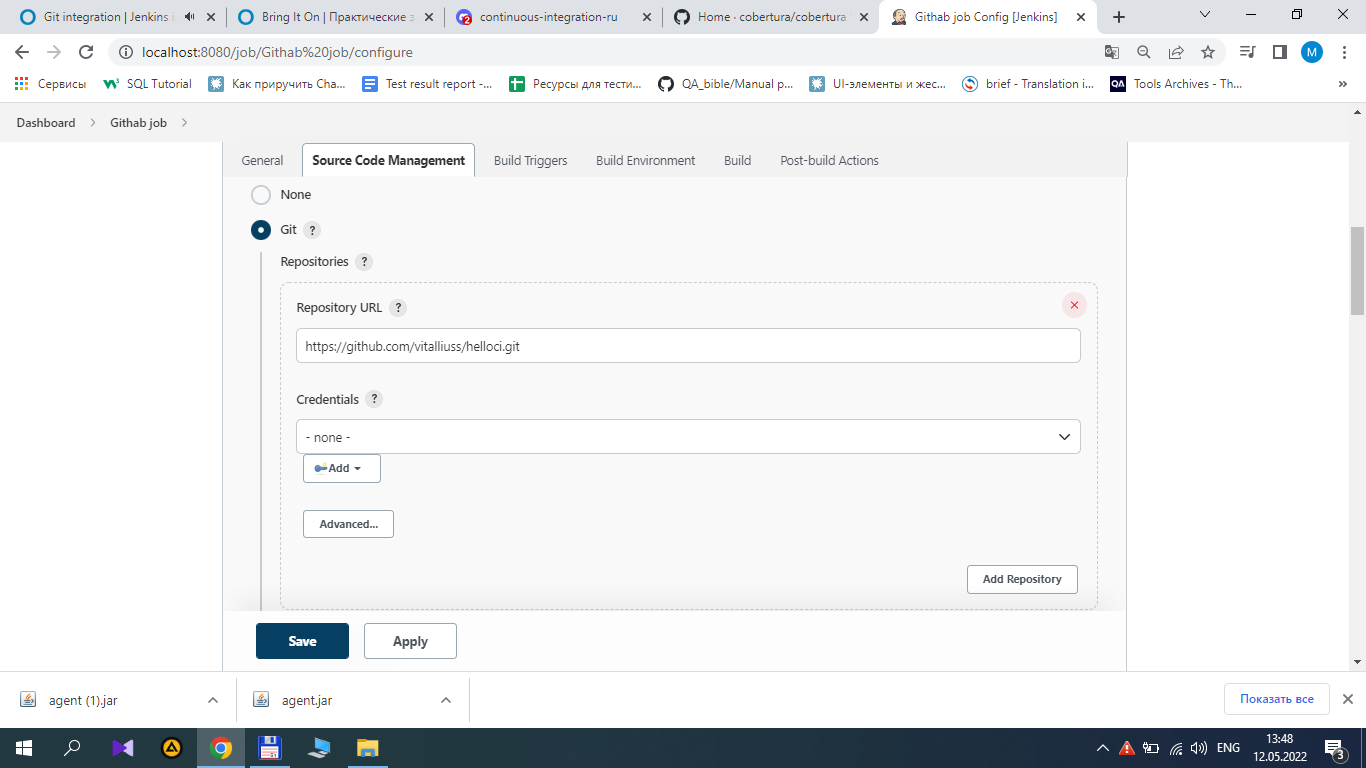 Git integration | Jenkins i
Bring It On | Практические з
continuous-integration-ru
Home · cobertura/cobertura
Githab job Config [Jenkins]
localhost:8080/job/Githab%20job/configure
M
Сервисы
SQL Tutorial
Как приручить Cha...
Test result report -...
Ресурсы для тести...
QA_bible/Manual p...
UI-элементы и жес...
brief - Translation i...
QA
Tools Archives - Th...
»
Dashboard
Githab job
General
Source Code Management
Build Triggers
Build Environment
Build
Post-build Actions
None
Git ?
Repositories ?
Repository URL ?
https://github.com/vitalliuss/helloci.git
Credentials ?
- none -
Add
Advanced...
Add Repository
Save
Apply
agent (1).jar
agent.jar
Показать все
ENG
13:48
12.05.2022
3